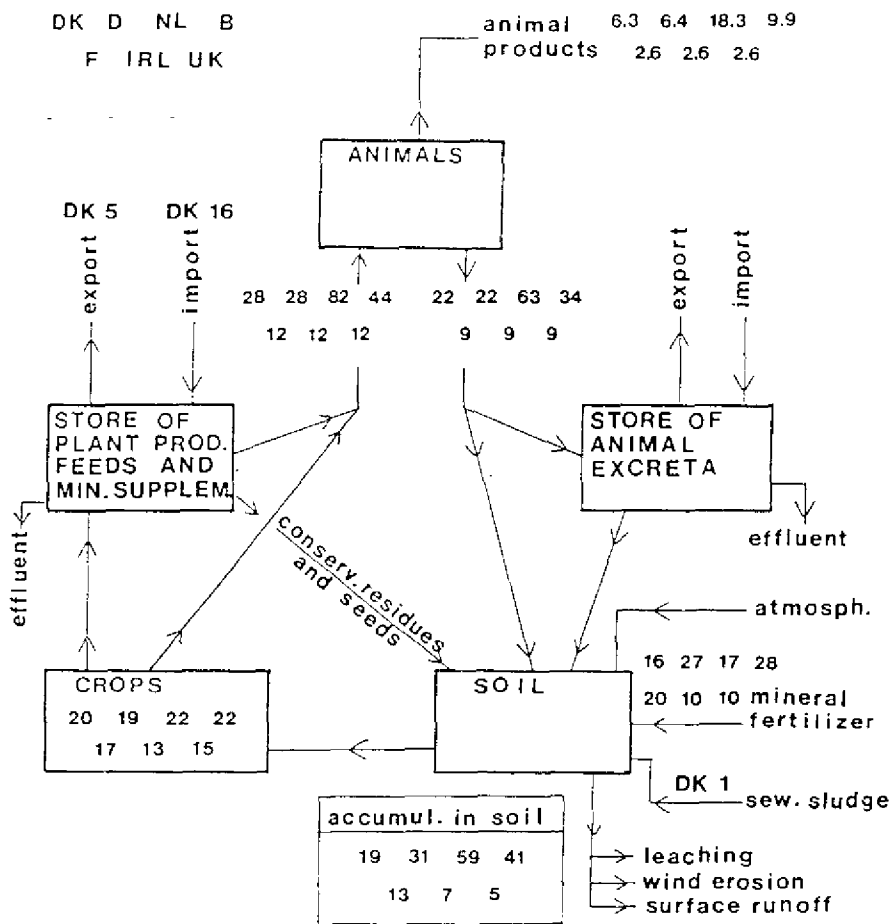 DK D NL B
F IRL UK
animal products
6.3 6.4 18.3 9.9
2.6 2.6 2.6
ANIMALS
DK 5
DK 16
export
import
28 28 82 44
12 12 12
22 22 63 34
9 9 9
export
import
STORE OF
PLANT PROD.
FEEDS AND
MIN.SUPPLEM
STORE OF
ANIMAL
EXCRETA
effluent
effluent
conserv.residues
and seeds
atmosph.
CROPS
20 19 22 22
17 13 15
SOIL
16 27 17 28
20 10 10 mineral
fertilizer
DK 1
sew. sludge
accumul. in soil
19 31 59 41
13 7 5
leaching
wind erosion
surface runoff